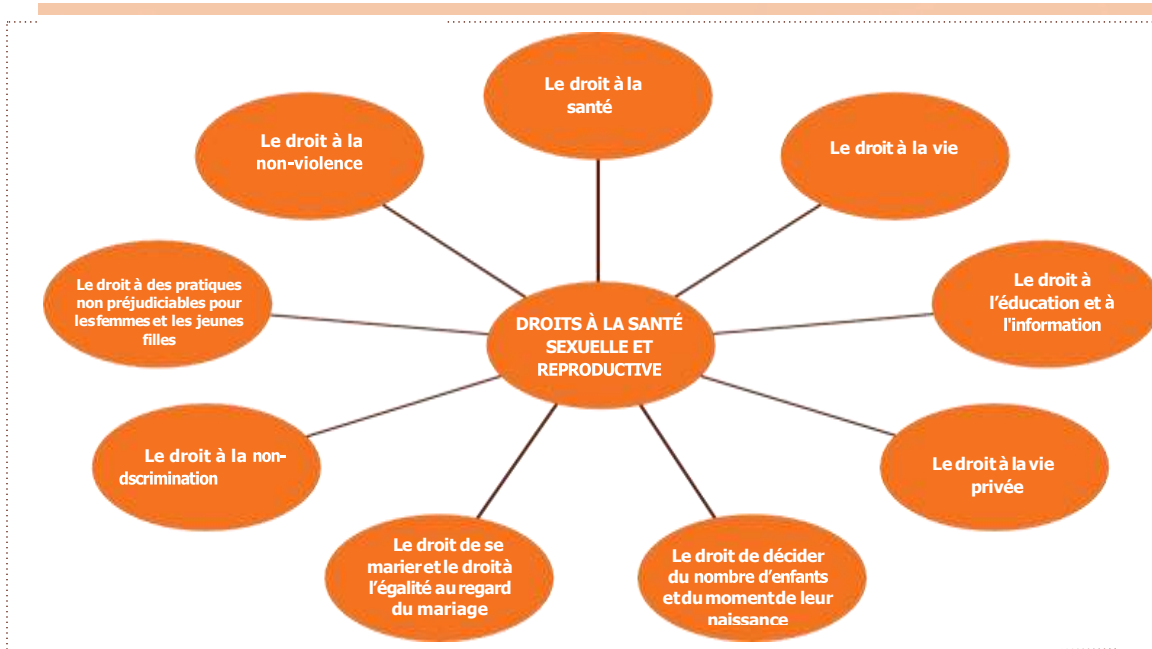 Le droit à la
santé
Le droit à la
non-violence
Le droit à la vie
Le droit à des pratiques
non préjudiciables pour
les femmes et les jeunes
filles
Le droit à
l’éducation et à
l'information
DROITS À LA SANTÉ
SEXUELLE ET
REPRODUCTIVE
Le droit à la non-
dscrimination
Le droit à la vie
privée
Le droit de se
marier et le droit à
l’égalité au regard
du mariage
Le droit de décider
du nombre d’enfants
et du moment de leur
naissance